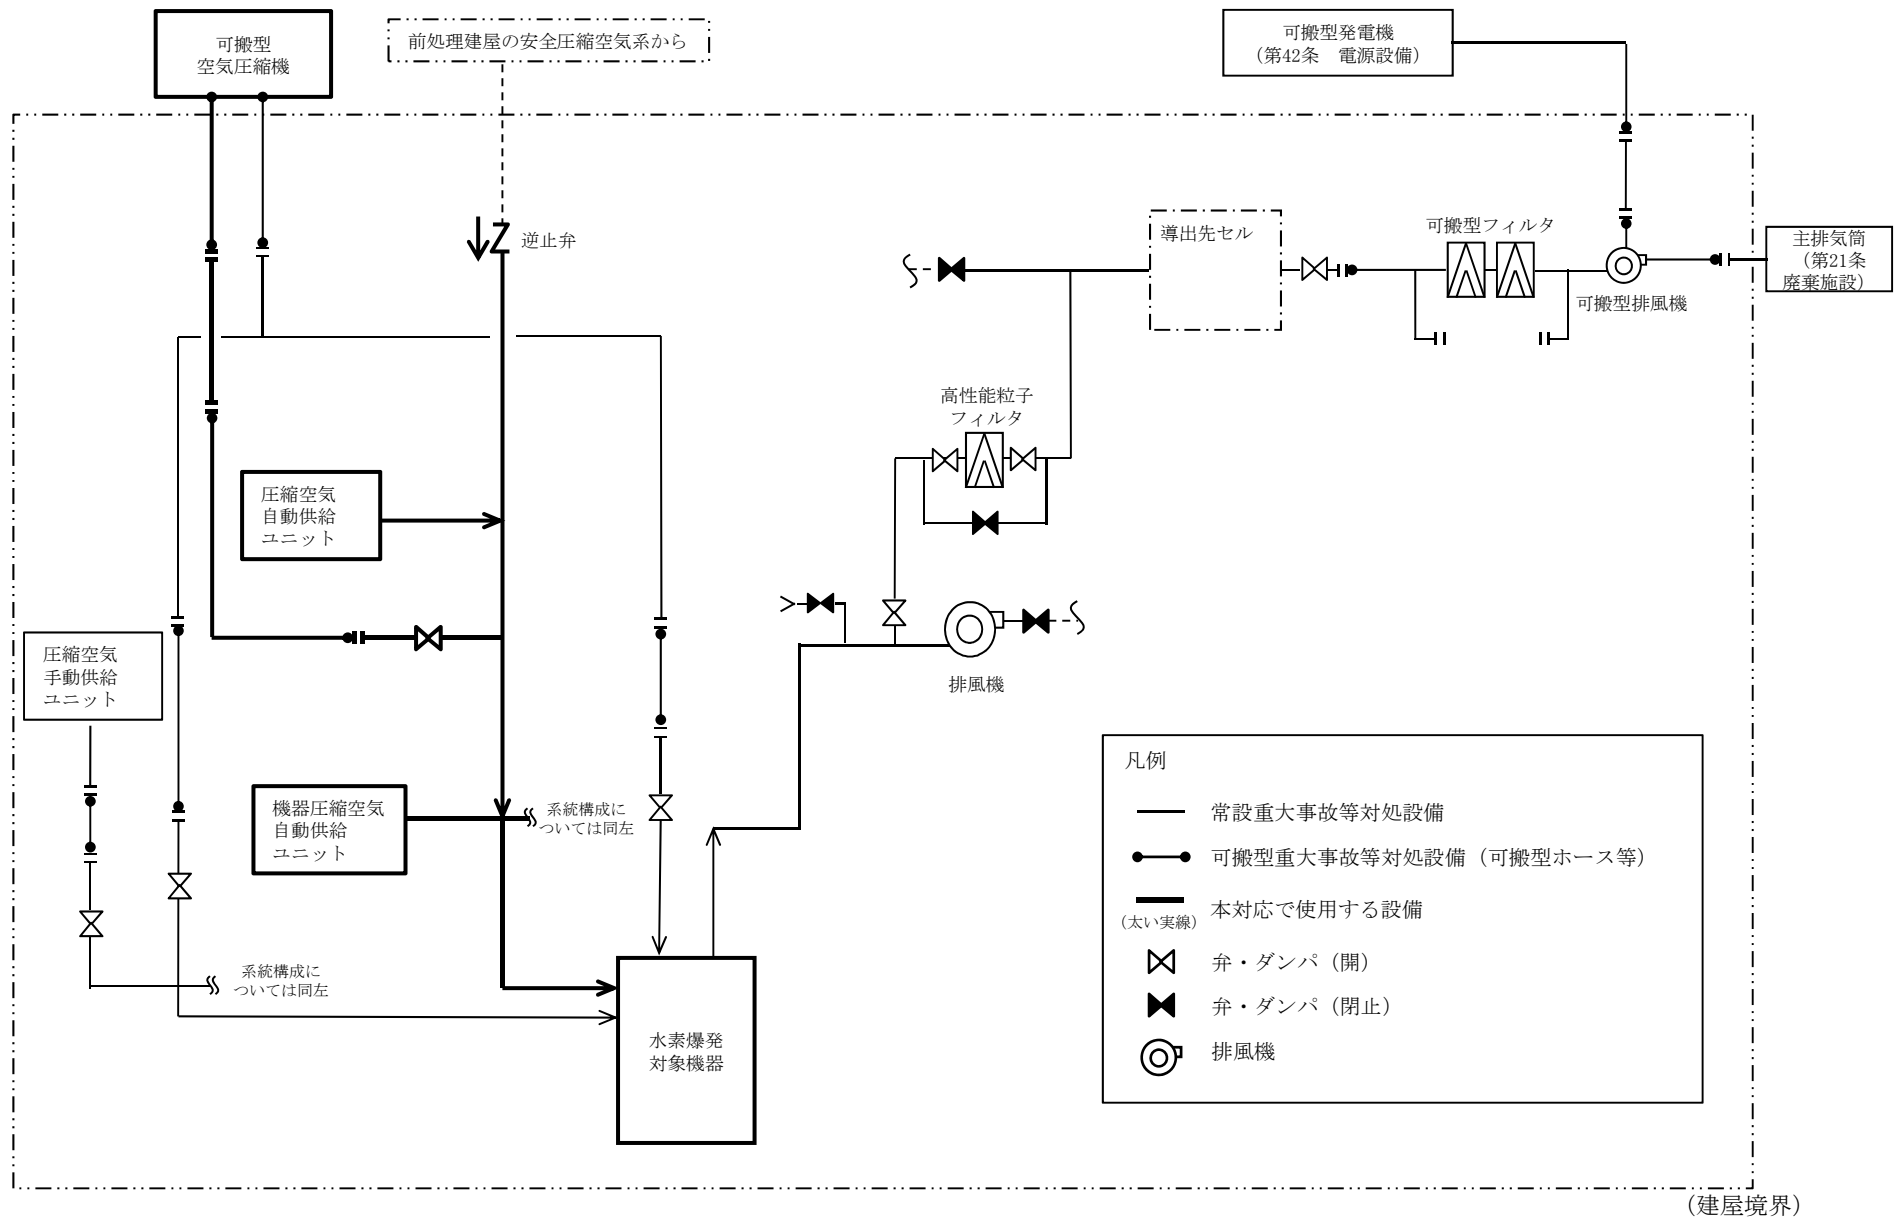 可搬型
空気圧縮機
前処理建屋の安全圧縮空気系から
可搬型発電機
（第42条　電源設備）
逆止弁
導出先セル
可搬型フィルタ
主排気筒
（第21条
廃棄施設）
可搬型排風機
高性能粒子
フィルタ
圧縮空気
自動供給
ユニット
圧縮空気
手動供給
ユニット
排風機
機器圧縮空気
自動供給
ユニット
系統構成に
ついては同左
系統構成に
ついては同左
水素爆発
対象機器
凡例
常設重大事故等対処設備
可搬型重大事故等対処設備（可搬型ホース等）
本対応で使用する設備
（太い実線）
弁・ダンパ（開）
弁・ダンパ（閉止）
排風機
（建屋境界）